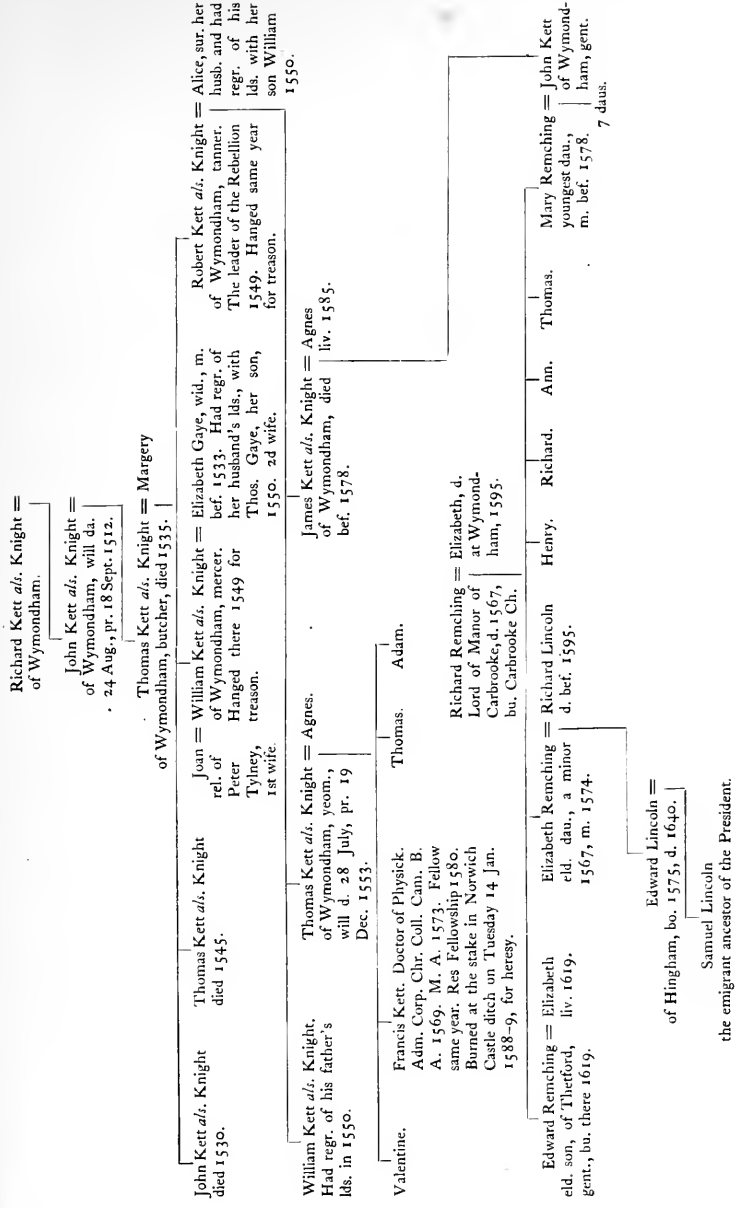 Richard Kett als. Knight =
of Wymondham.
John Kett als. Knight =
of Wymondham, will da.
24 Aug., pr. 18 Sept. 1512.
Thomas Kett als. Knight = Margery
of Wymondham, butcher, died 1535.
John Kett als. Knight
died 1530.
Thomas Kett als. Knight
died 1545.
Joan =
rel. of
Peter
Tylney,
1st wife.
William Kett als. Knight =
of Wymondham, mercer.
Hanged there 1549 for
treason.
Elizabeth Gaye, wid., m.
bef. 1533. Had regr. of
her husband's lds., with
Thos. Gaye, her son,
1550. 2d wife.
Robert Kett als. Knight =
of Wymondham, tanner.
The leader of the Rebellion
1549. Hanged same year
for treason.
Alice, sur. her
husb. and had
regr. of his
lds. with her
son William
1550.
William Kett als. Knight.
Had regr. of his father's
lds. in 1550.
Thomas Kett als. Knight = Agnes.
of Wymondham, yeom.,
will d. 28 July, pr. 19
Dec. 1553.
James Kett als. Knight = Agnes
of Wymondham, died liv. 1585.
bef. 1578.
Valentine.
Francis Kett. Doctor of Physick.
Adm. Corp. Chr. Coll. Cam. B.
A. 1569. M. A. 1573. Fellow
same year. Res Fellowship 1580.
Burned at the stake in Norwich
Castle ditch on Tuesday 14 Jan.
1588-9, for heresy.
Thomas.
Adam.
Richard Remching = Elizabeth, d.
Lord of Manor of at Wymond-
Carbrooke, d. 1567, ham, 1595.
bu. Carbrooke Ch.
Edward Remching = Elizabeth
eld. son, of Thetford, liv. 1619.
gent., bu. there 1619.
Elizabeth Remching = Richard Lincoln
eld. dau., a minor d. bef. 1595.
1567, m. 1574.
Henry.
Richard.
Ann.
Thomas.
Mary Remching = John Kett
youngest dau., of Wymond-
m. bef. 1578. ham, gent.
7 daus.
Edward Lincoln =
of Hingham, bo. 1575, d. 1640.
Samuel Lincoln
the emigrant ancestor of the President.